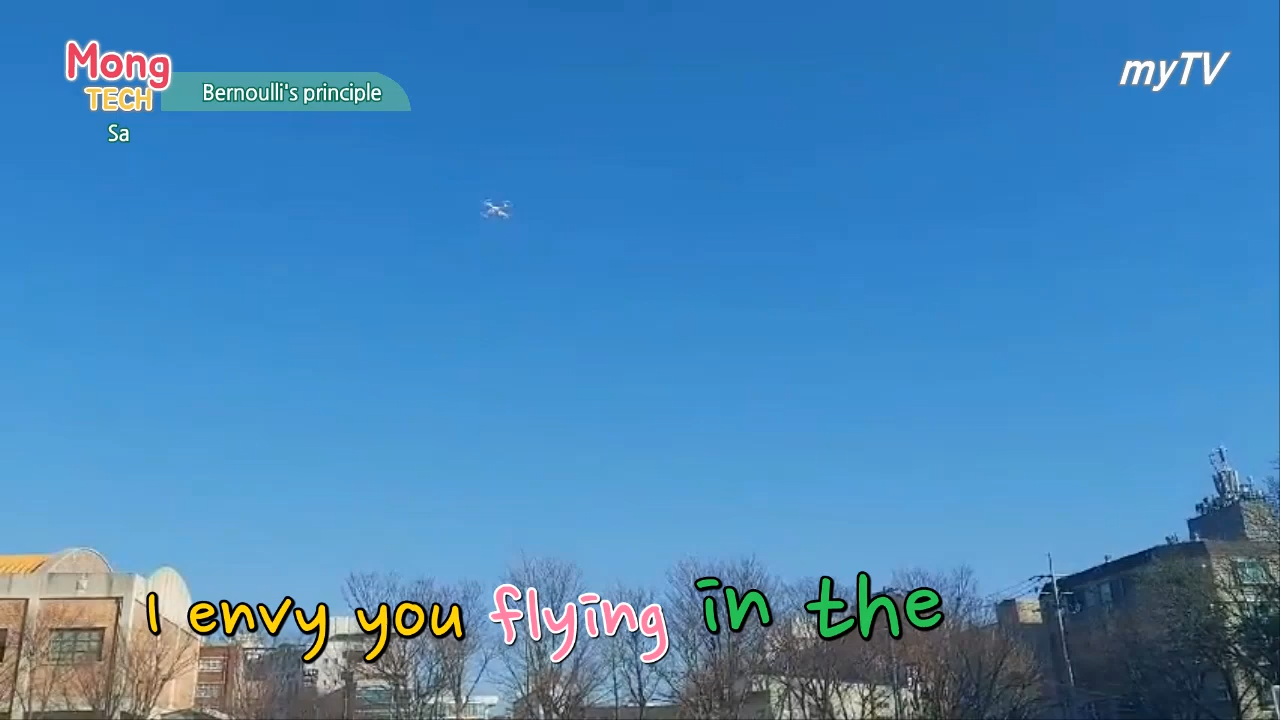 Mong
TECH
Bernoulli's principle
Sa
myTV
I envy you flying in the